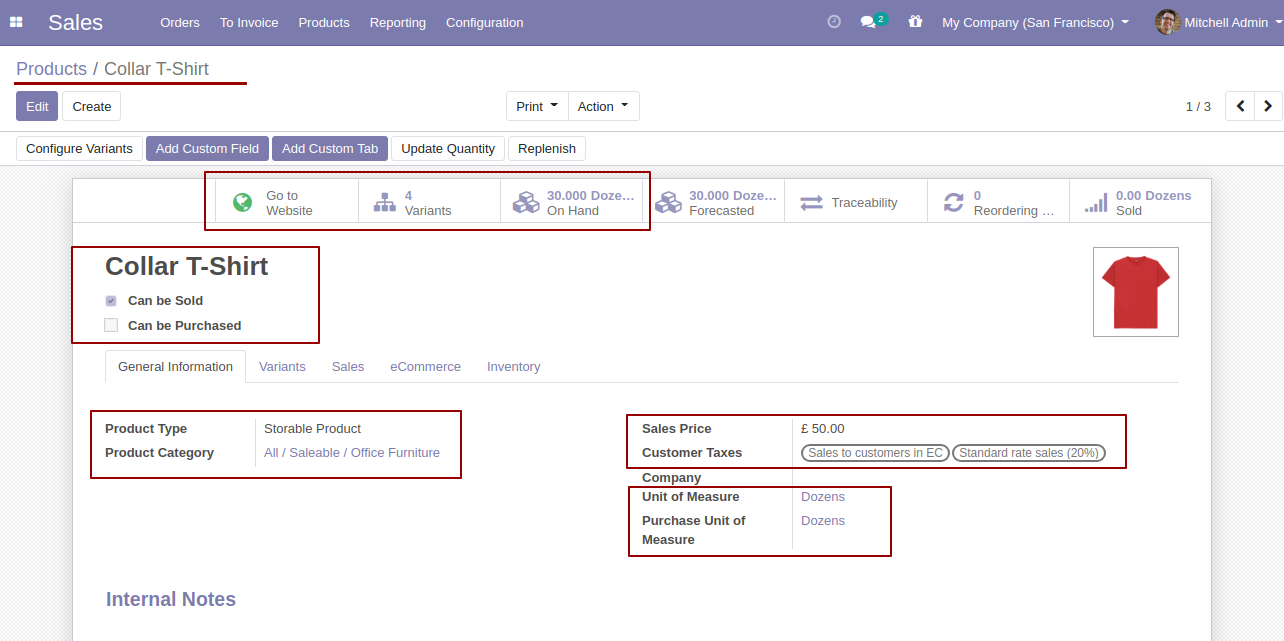 Sales Orders To Invoice Products Reporting Configuration 2 My Company (San Francisco) Mitchell Admin
Products / Collar T-Shirt
Edit Create Print Action 1 / 3
Configure Variants Add Custom Field Add Custom Tab Update Quantity Replenish
Go to Website
4 Variants
30.000 Doze... On Hand
30.000 Doze... Forecasted
Traceability
0 Reordering ...
0.00 Dozens Sold
Collar T-Shirt
Can be Sold
Can be Purchased
General Information Variants Sales eCommerce Inventory
Product Type Storable Product
Product Category All / Saleable / Office Furniture
Sales Price £ 50.00
Customer Taxes Sales to customers in EC Standard rate sales (20%)
Company
Unit of Measure Dozens
Purchase Unit of Measure Dozens
Internal Notes